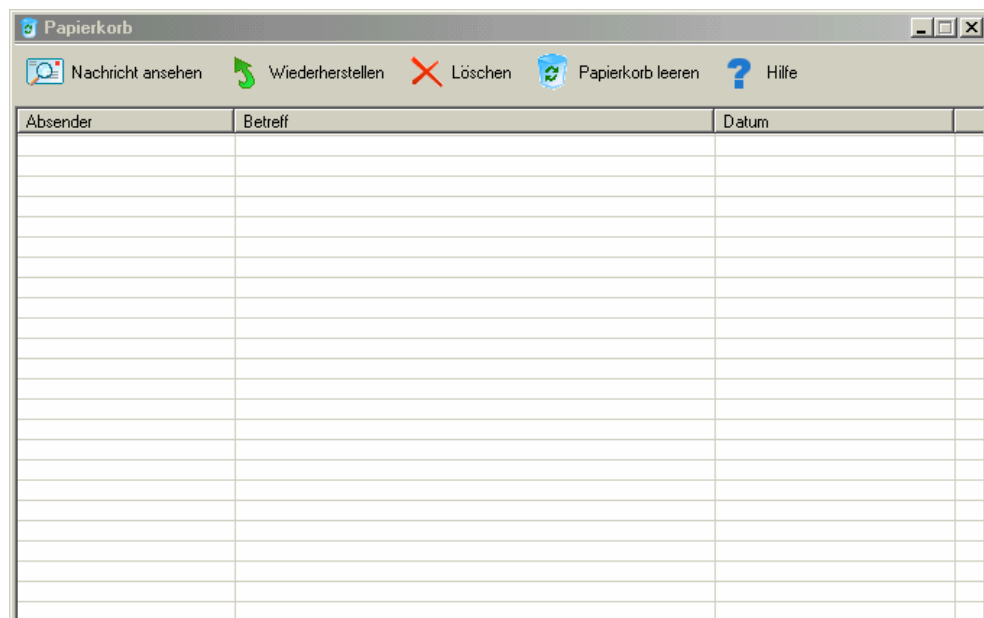 Papierkorb
Nachricht ansehen Wiederherstellen Löschen Papierkorb leeren Hilfe
Absender Betreff Datum